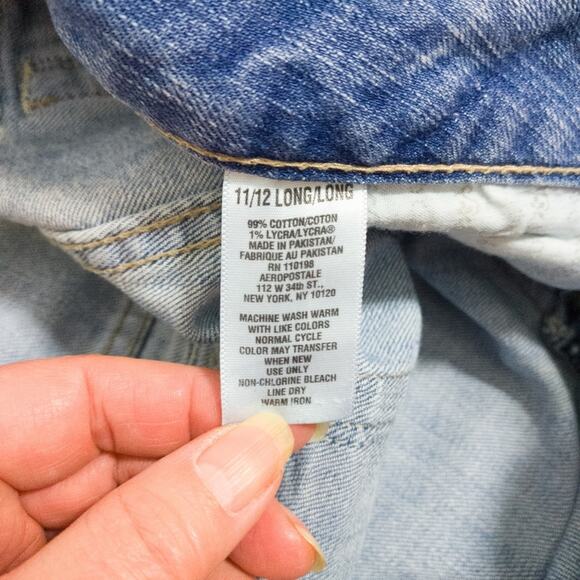 11/12 LONG/LONG
99% COTTON/COTON
1% LYCRA/LYCRA®
MADE IN PAKISTAN/
FABRIQUE AU PAKISTAN
RN 110198
AEROPOSTALE
112 W 34th ST.,
NEW YORK, NY 10120
MACHINE WASH WARM
WITH LIKE COLORS
NORMAL CYCLE
COLOR MAY TRANSFER
WHEN NEW
USE ONLY
NON-CHLORINE BLEACH
LINE DRY
WARM IRON